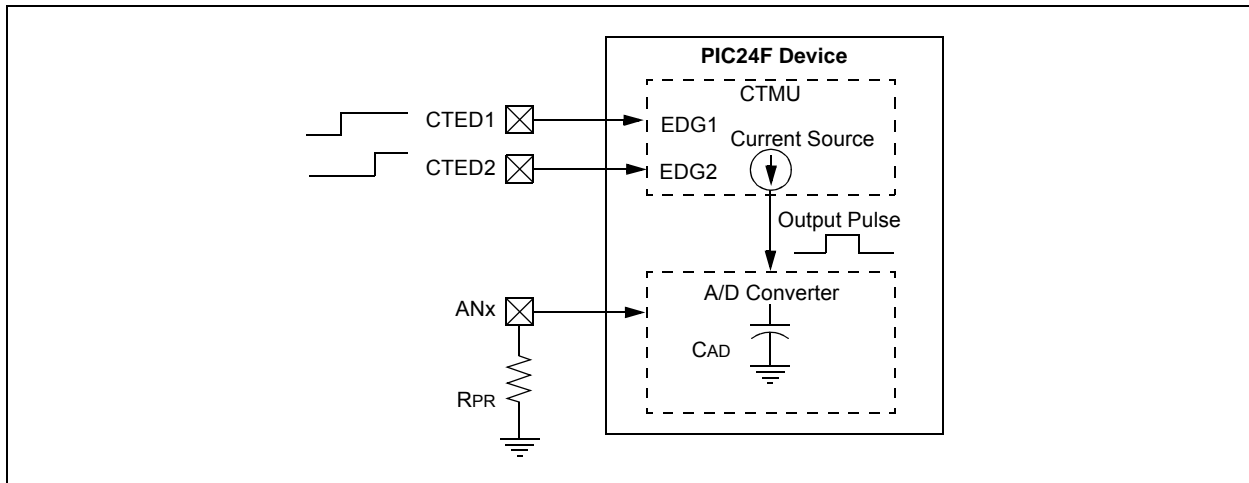 PIC24F Device
CTMU
CTED1
EDG1
Current Source
CTED2
EDG2
Output Pulse
A/D Converter
ANx
CAD
RPR